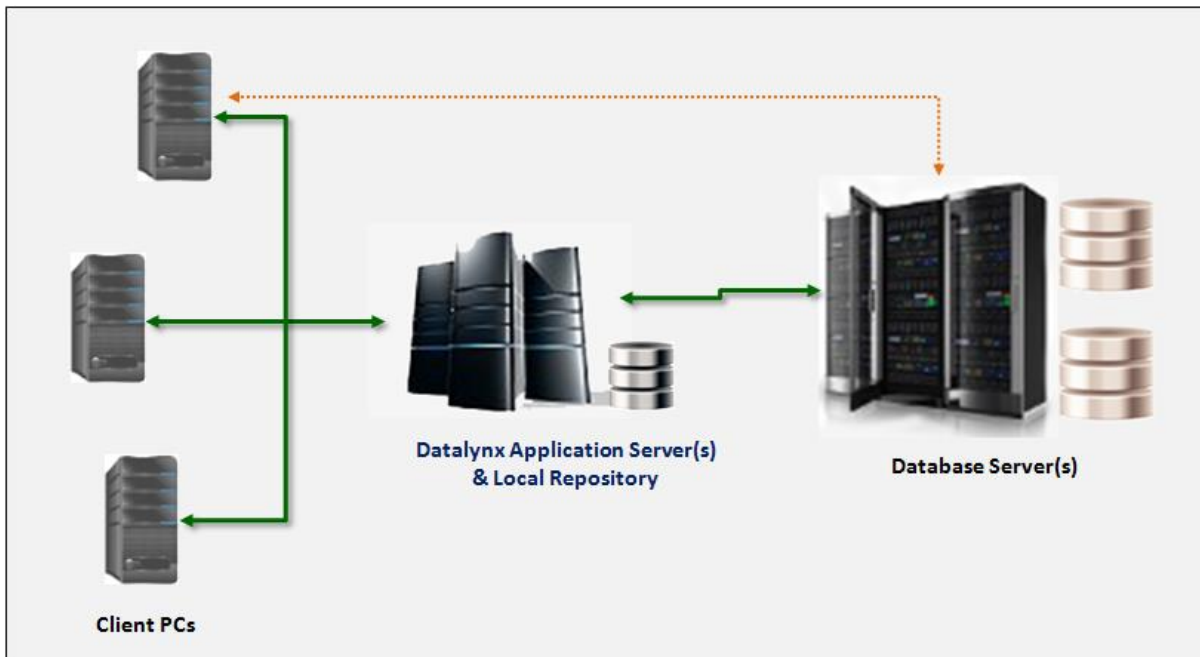 Datalynx Application Server(s)
& Local Repository
Database Server(s)
Client PCs